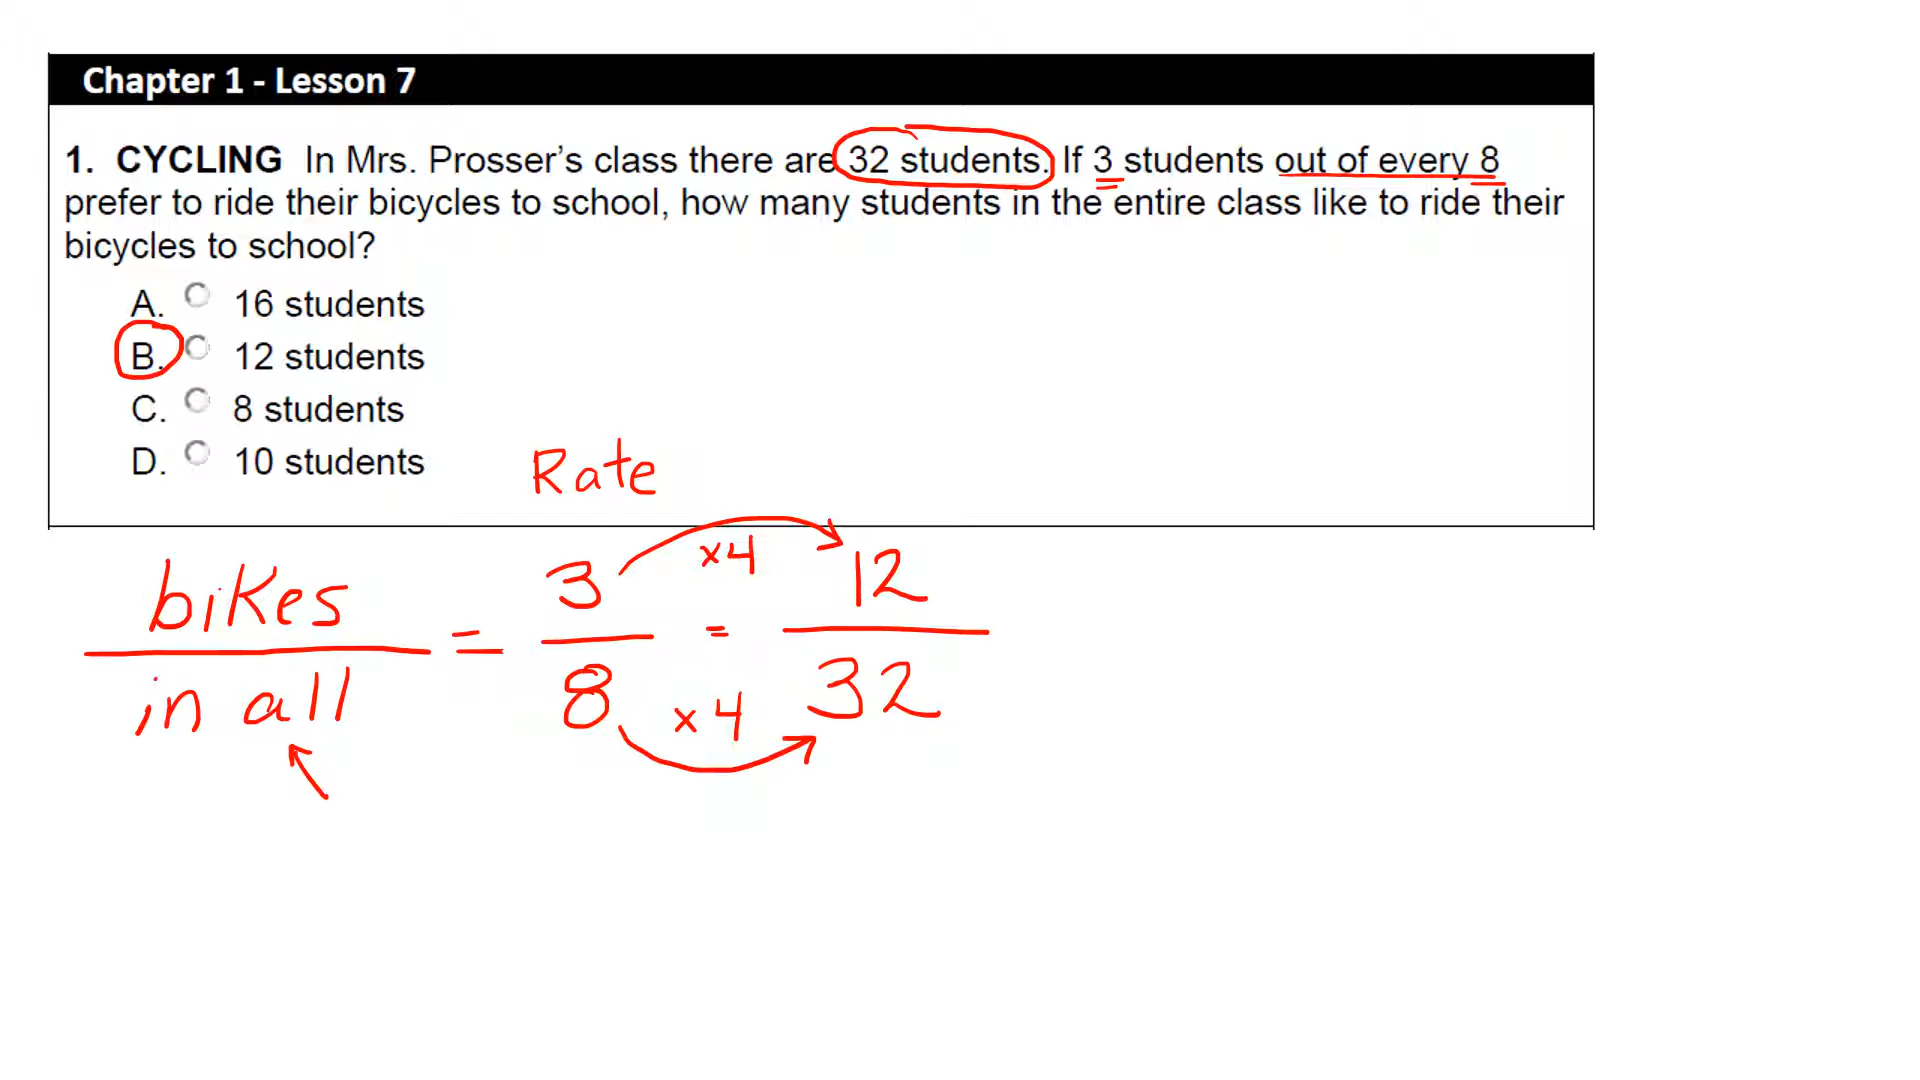 Chapter 1 - Lesson 7
1. CYCLING In Mrs. Prosser's class there are 32 students. If 3 students out of every 8
prefer to ride their bicycles to school, how many students in the entire class like to ride their
bicycles to school?
A. 16 students
B. 12 students
C. 8 students
D. 10 students
Rate
bikes = 3 x4 = 12
in all 8 x4 32